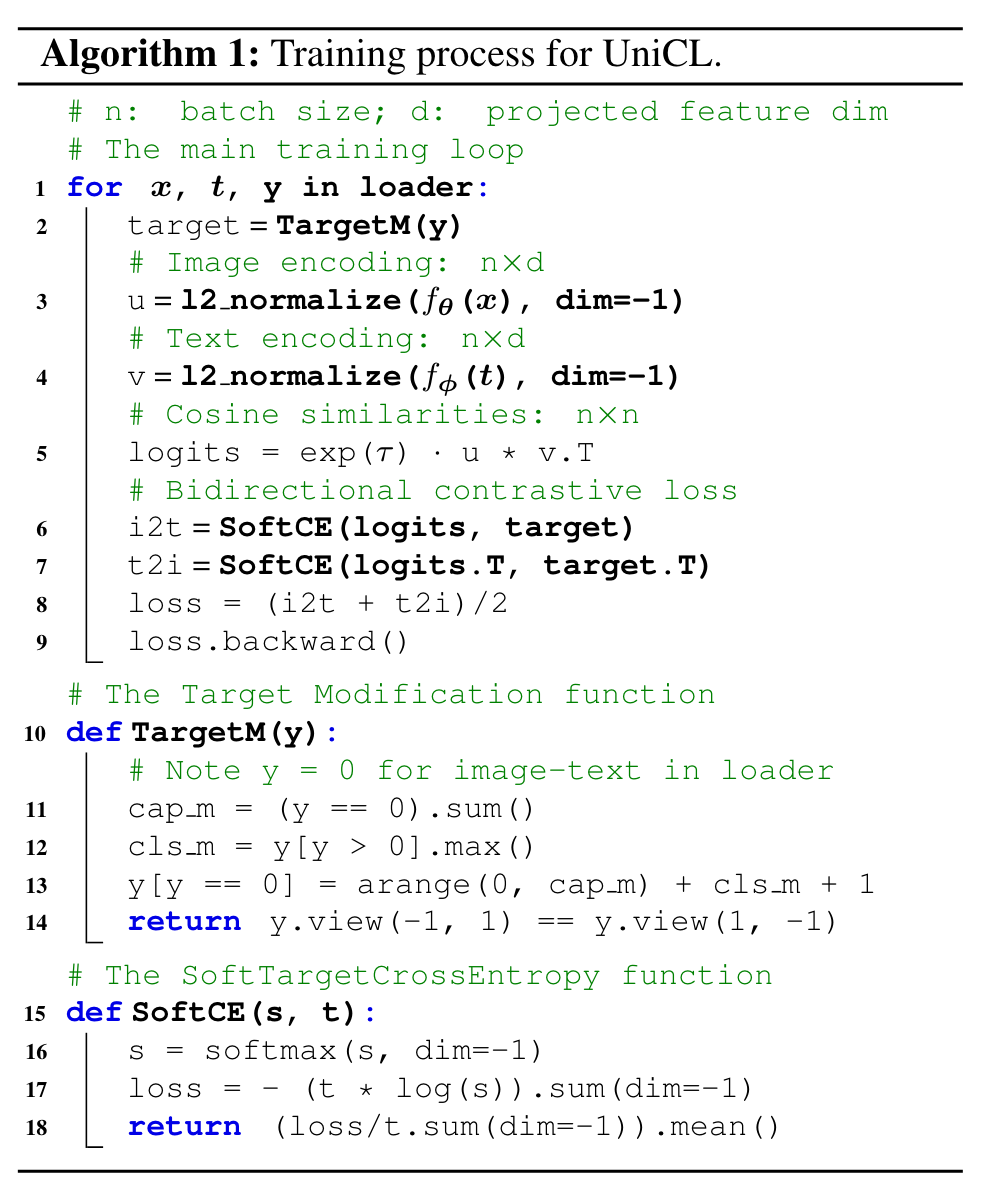 Algorithm 1: Training process for UniCL.
# n: batch size; d: projected feature dim
# The main training loop
1 for x, t, y in loader:
2 target = TargetM(y)
# Image encoding: n×d
3 u = l2_normalize(fθ(x), dim=-1)
# Text encoding: n×d
4 v = l2_normalize(fϕ(t), dim=-1)
# Cosine similarities: n×n
5 logits = exp(τ) · u * v.T
# Bidirectional contrastive loss
6 i2t = SoftCE(logits, target)
7 t2i = SoftCE(logits.T, target.T)
8 loss = (i2t + t2i)/2
9 loss.backward()
# The Target Modification function
10 def TargetM(y):
# Note y = 0 for image-text in loader
11 cap_m = (y == 0).sum()
12 cls_m = y[y > 0].max()
13 y[y == 0] = arange(0, cap_m) + cls_m + 1
14 return y.view(-1, 1) == y.view(1, -1)
# The SoftTargetCrossEntropy function
15 def SoftCE(s, t):
16 s = softmax(s, dim=-1)
17 loss = - (t * log(s)).sum(dim=-1)
18 return (loss/t.sum(dim=-1)).mean()